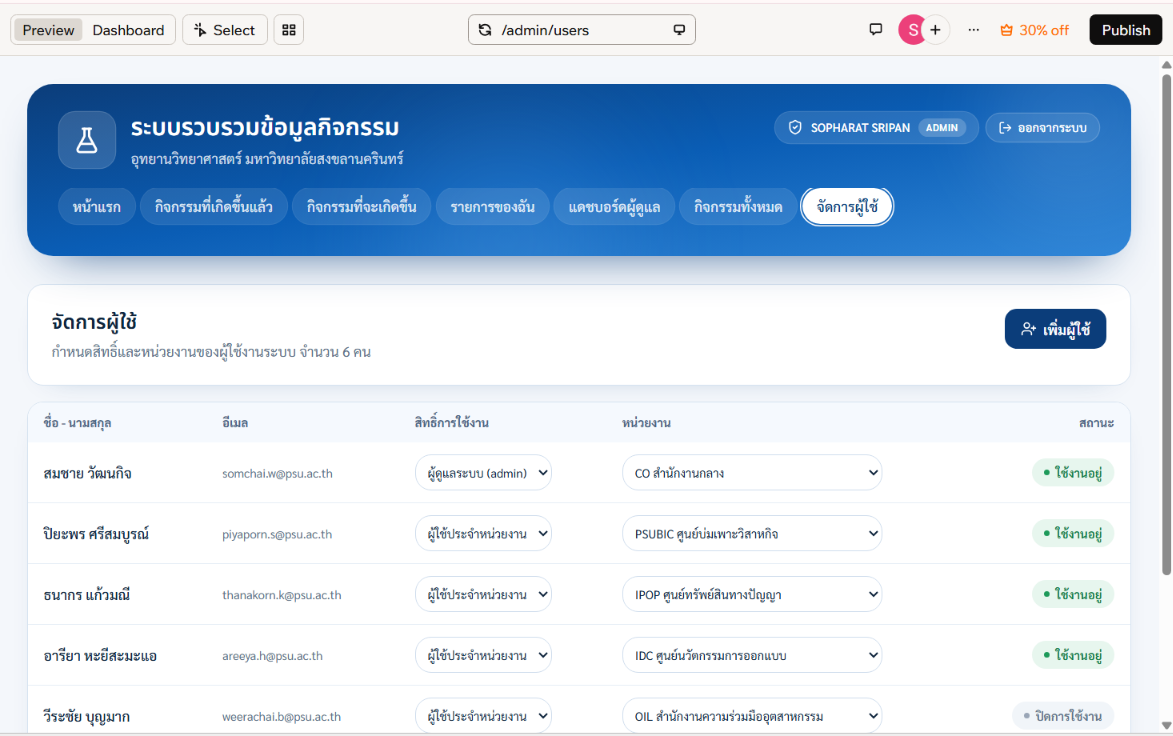 Preview Dashboard Select /admin/users S + ... 30% off Publish
ระบบรวบรวมข้อมูลกิจกรรม
อุทยานวิทยาศาสตร์ มหาวิทยาลัยสงขลานครินทร์
SOPHARAT SRIPAN ADMIN ออกจากระบบ
หน้าแรก กิจกรรมที่เกิดขึ้นแล้ว กิจกรรมที่จะเกิดขึ้น รายการของฉัน แดชบอร์ดผู้ดูแล กิจกรรมทั้งหมด จัดการผู้ใช้
จัดการผู้ใช้
กำหนดสิทธิ์และหน่วยงานของผู้ใช้งานระบบ จำนวน 6 คน
เพิ่มผู้ใช้
ชื่อ - นามสกุล อีเมล สิทธิ์การใช้งาน หน่วยงาน สถานะ
สมชาย วัฒนกิจ somchai.w@psu.ac.th ผู้ดูแลระบบ (admin) CO สำนักงานกลาง ใช้งานอยู่
ปิยะพร ศรีสมบูรณ์ piyaporn.s@psu.ac.th ผู้ใช้ประจำหน่วยงาน PSUBIC ศูนย์บ่มเพาะวิสาหกิจ ใช้งานอยู่
ธนากร แก้วมณี thanakorn.k@psu.ac.th ผู้ใช้ประจำหน่วยงาน IPOP ศูนย์ทรัพย์สินทางปัญญา ใช้งานอยู่
อารียา หะยีสะมะแอ areeya.h@psu.ac.th ผู้ใช้ประจำหน่วยงาน IDC ศูนย์นวัตกรรมการออกแบบ ใช้งานอยู่
วีระชัย บุญมาก weerachai.b@psu.ac.th ผู้ใช้ประจำหน่วยงาน OIL สำนักงานความร่วมมืออุตสาหกรรม ปิดการใช้งาน